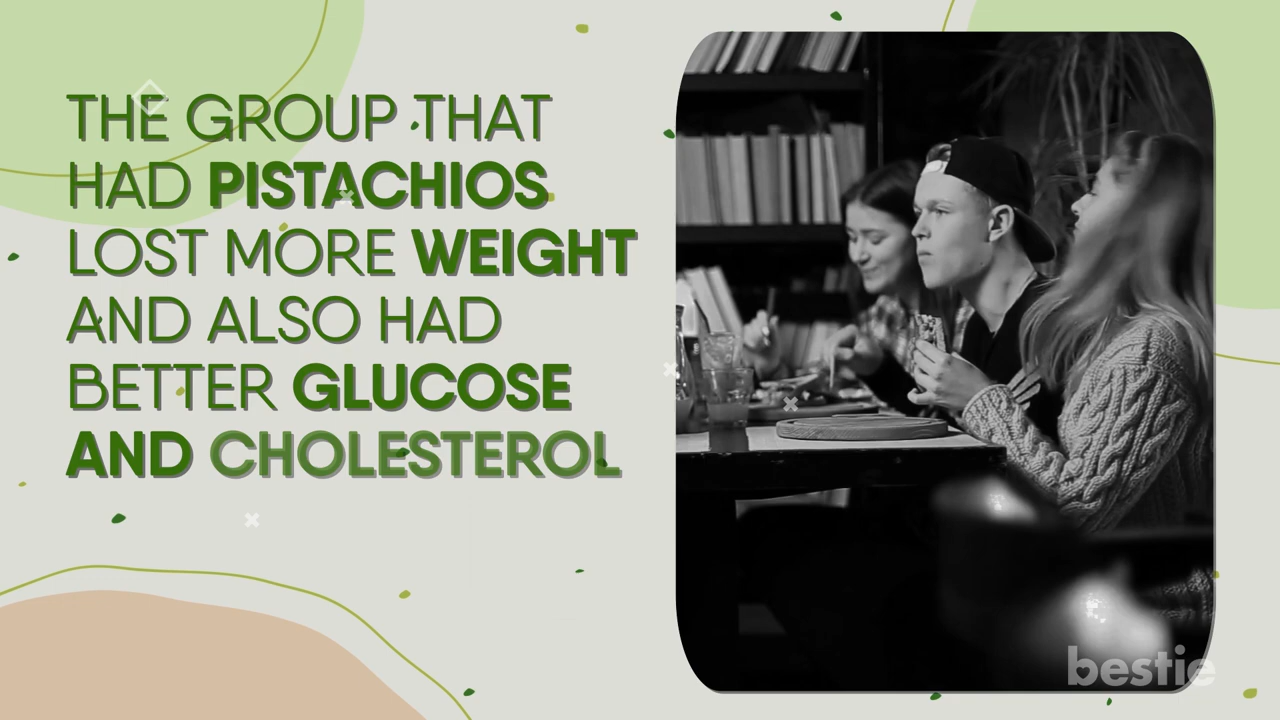 THE GROUP THAT
HAD PISTACHIOS
LOST MORE WEIGHT
AND ALSO HAD
BETTER GLUCOSE
AND CHOLESTEROL
bestie